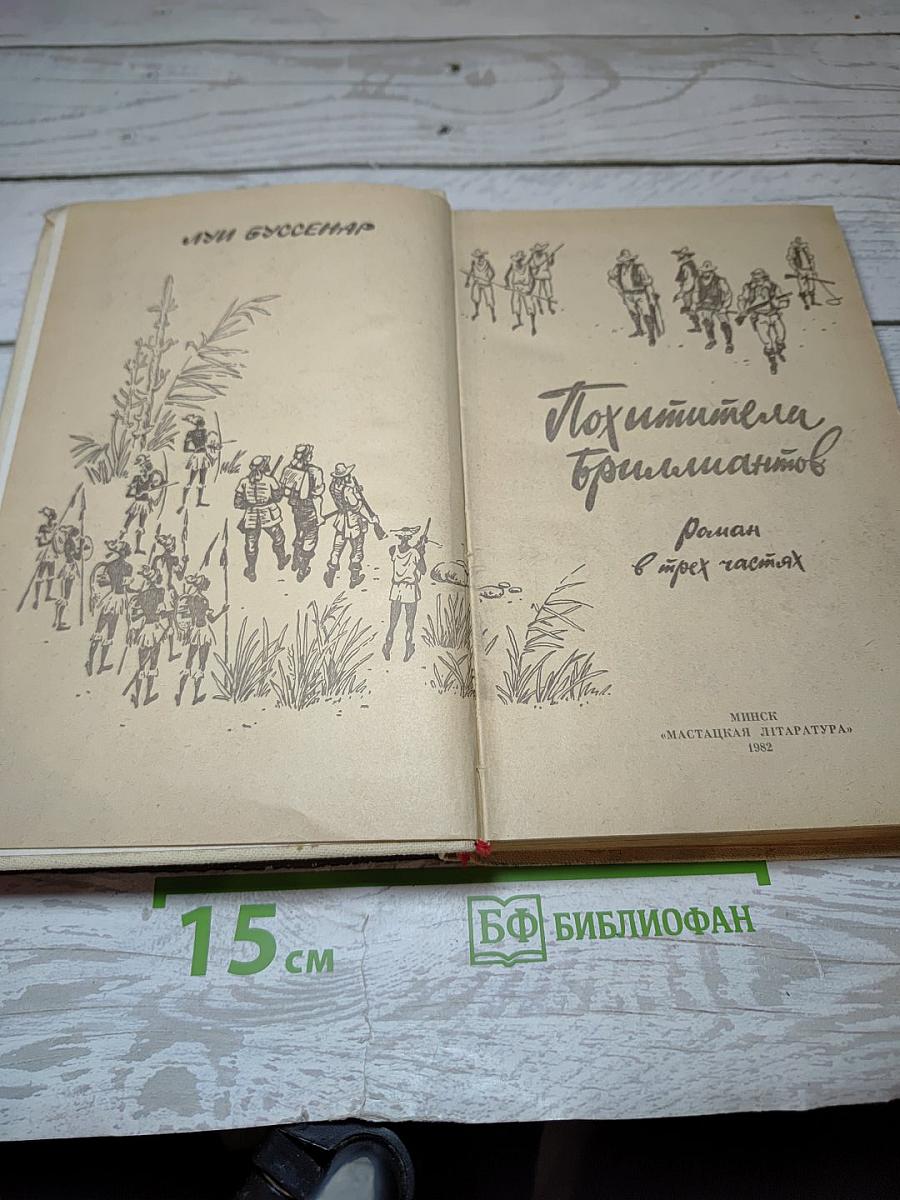 ЛУИ БУССЕНАР
Похитители
Бриллиантов
Роман
в трех частях
МИНСК
«МАСТАЦКАЯ ЛІТАРАТУРА»
1982
15 см
БФ БИБЛИОФАН